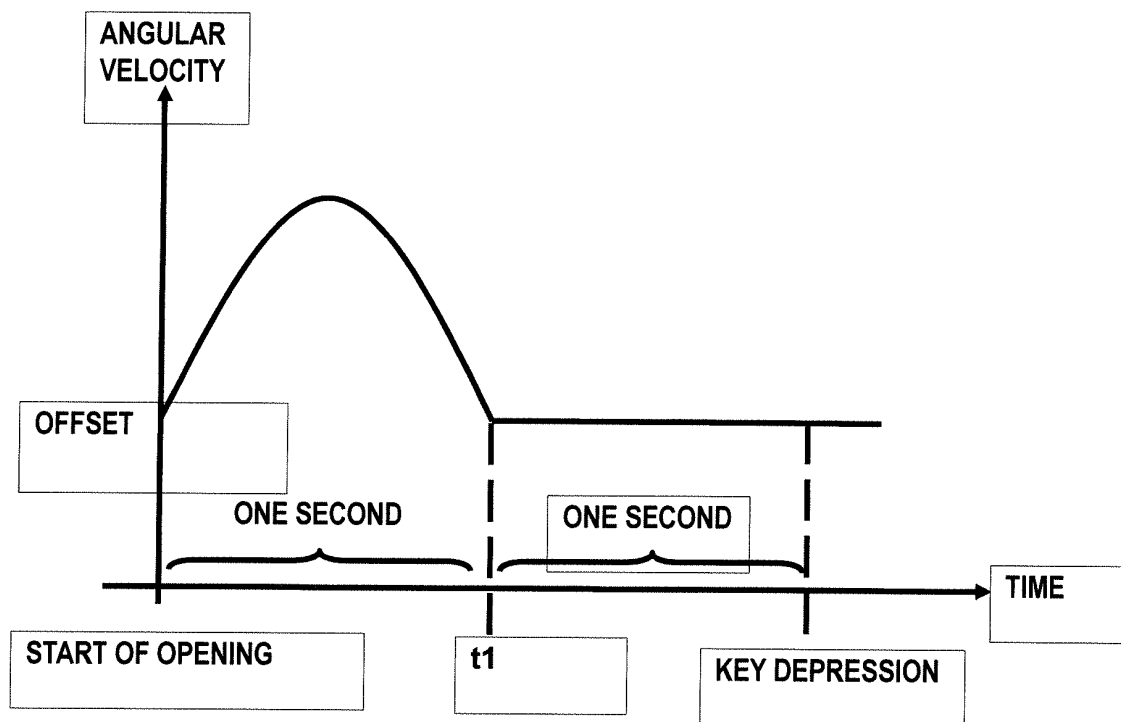 ANGULAR
VELOCITY
OFFSET
ONE SECOND
ONE SECOND
TIME
START OF OPENING
t1
KEY DEPRESSION